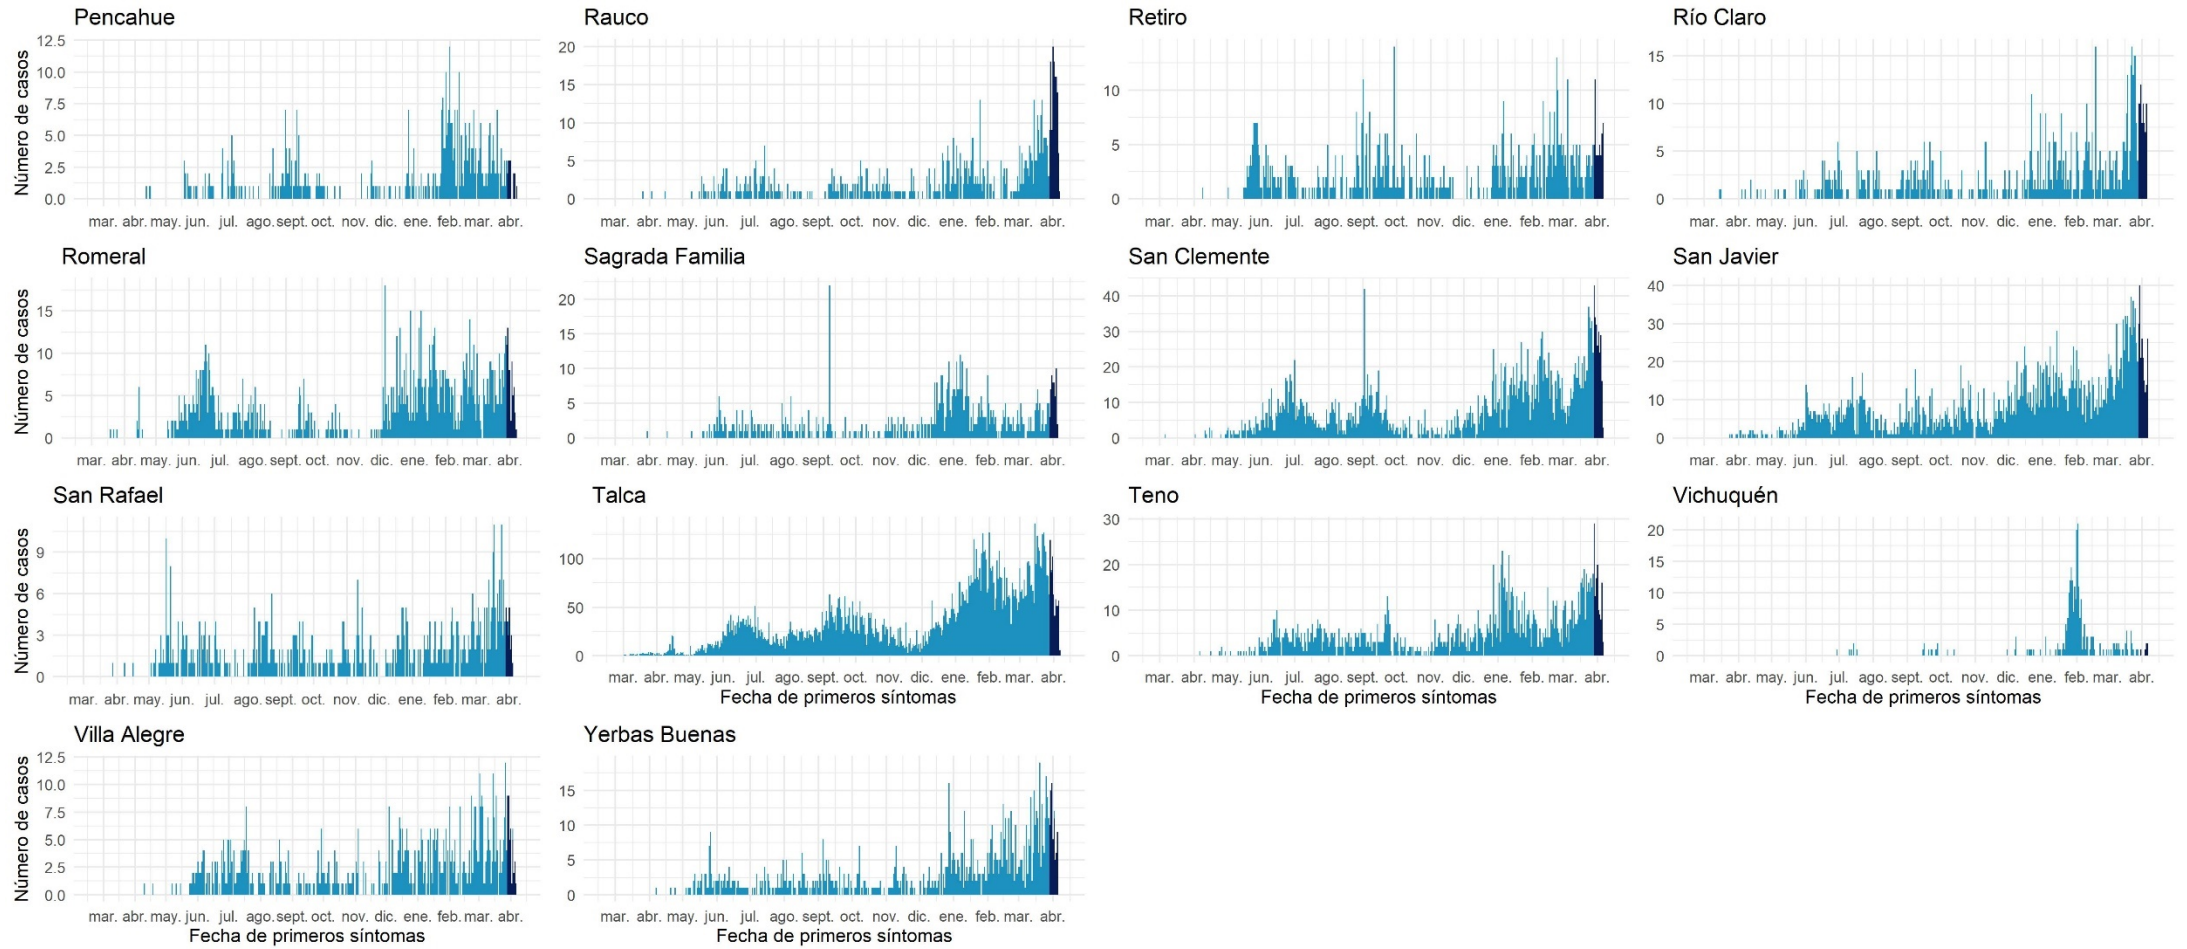 Pencahue
Número de casos
12.5
10.0
7.5
5.0
2.5
0.0
mar. abr. may. jun. jul. ago. sept. oct. nov. dic. ene. feb. mar. abr.
Rauco
20
15
10
5
0
mar. abr. may. jun. jul. ago. sept. oct. nov. dic. ene. feb. mar. abr.
Retiro
10
5
0
mar. abr. may. jun. jul. ago. sept. oct. nov. dic. ene. feb. mar. abr.
Río Claro
15
10
5
0
mar. abr. may. jun. jul. ago. sept. oct. nov. dic. ene. feb. mar. abr.
Romeral
Número de casos
15
10
5
0
mar. abr. may. jun. jul. ago. sept. oct. nov. dic. ene. feb. mar. abr.
Sagrada Familia
20
15
10
5
0
mar. abr. may. jun. jul. ago. sept. oct. nov. dic. ene. feb. mar. abr.
San Clemente
40
30
20
10
0
mar. abr. may. jun. jul. ago. sept. oct. nov. dic. ene. feb. mar. abr.
San Javier
40
30
20
10
0
mar. abr. may. jun. jul. ago. sept. oct. nov. dic. ene. feb. mar. abr.
San Rafael
Número de casos
9
6
3
0
mar. abr. may. jun. jul. ago. sept. oct. nov. dic. ene. feb. mar. abr.
Talca
100
50
0
mar. abr. may. jun. jul. ago. sept. oct. nov. dic. ene. feb. mar. abr.
Fecha de primeros síntomas
Teno
30
20
10
0
mar. abr. may. jun. jul. ago. sept. oct. nov. dic. ene. feb. mar. abr.
Fecha de primeros síntomas
Vichuquén
20
15
10
5
0
mar. abr. may. jun. jul. ago. sept. oct. nov. dic. ene. feb. mar. abr.
Fecha de primeros síntomas
Villa Alegre
Número de casos
12.5
10.0
7.5
5.0
2.5
0.0
mar. abr. may. jun. jul. ago. sept. oct. nov. dic. ene. feb. mar. abr.
Fecha de primeros síntomas
Yerbas Buenas
15
10
5
0
mar. abr. may. jun. jul. ago. sept. oct. nov. dic. ene. feb. mar. abr.
Fecha de primeros síntomas